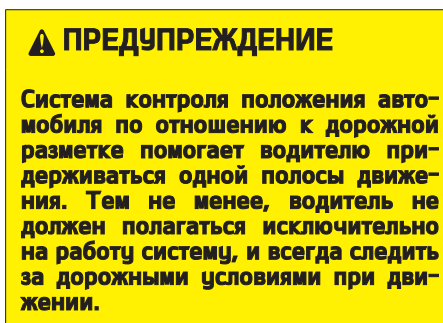 ПРЕДУПРЕЖДЕНИЕ
Система контроля положения авто-
мобиля по отношению к дорожной
разметке помогает водителю при-
держиваться одной полосы движе-
ния. Тем не менее, водитель не
должен полагаться исключительно
на работу систему, и всегда следить
за дорожными условиями при дви-
жении.